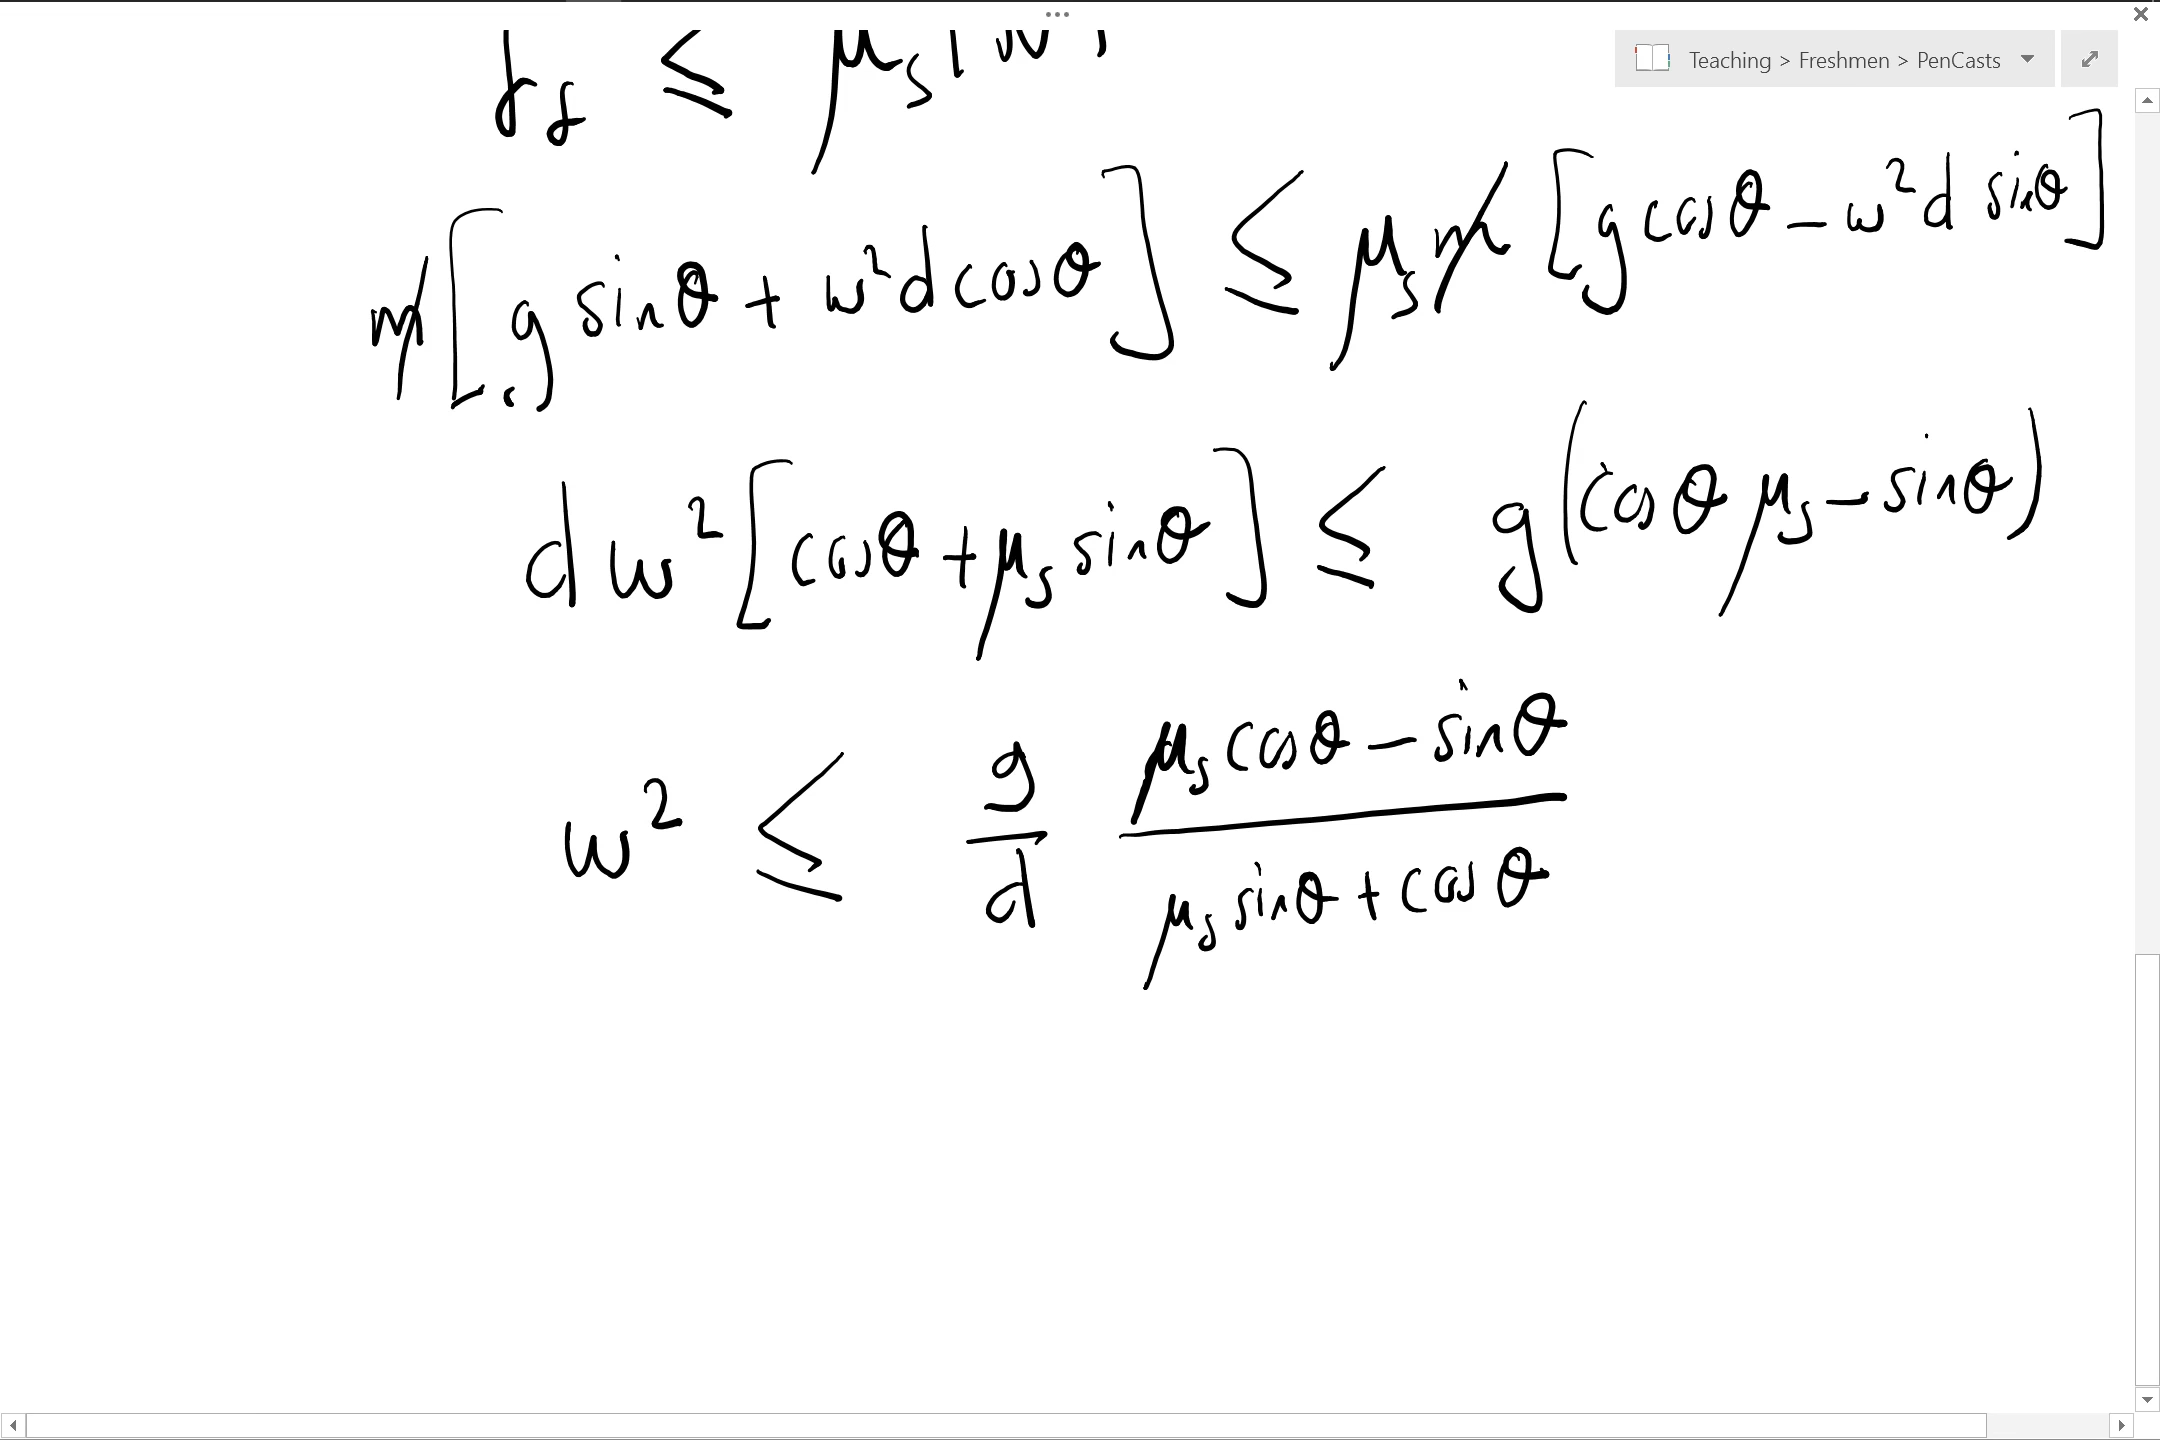 Teaching > Freshmen > PenCasts
f_s ≤ μ_s |N|
m[g sinθ + ω²d cosθ] ≤ μ_s m [g cosθ − ω²d sinθ]
dω²[cosθ + μ_s sinθ] ≤ g(cosθ μ_s − sinθ)
ω² ≤ g/d (μ_s cosθ − sinθ)/(μ_s sinθ + cosθ)